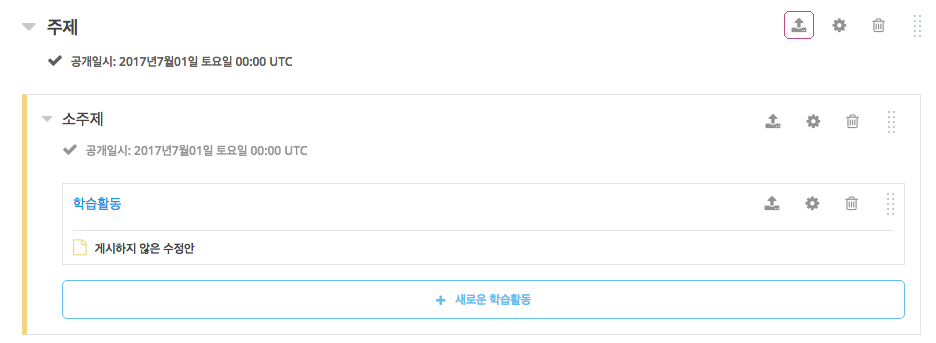 주제
공개일시: 2017년7월01일 토요일 00:00 UTC
소주제
공개일시: 2017년7월01일 토요일 00:00 UTC
학습활동
게시하지 않은 수정안
+ 새로운 학습활동